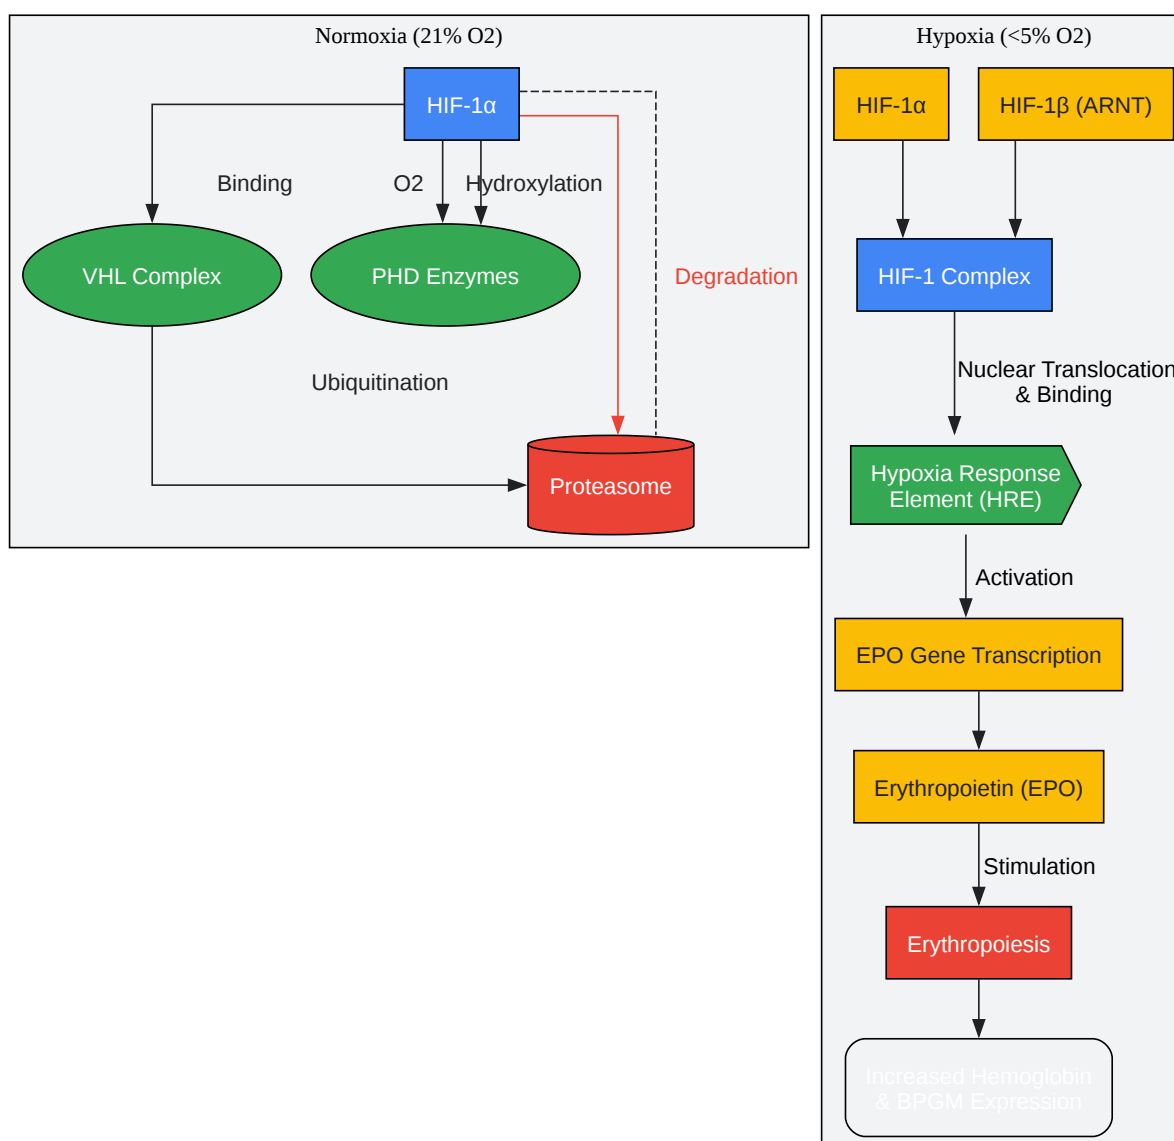 Normoxia (21% O2)
HIF-1α
Binding
O2
Hydroxylation
VHL Complex
PHD Enzymes
Degradation
Ubiquitination
Proteasome
Hypoxia (<5% O2)
HIF-1α
HIF-1β (ARNT)
HIF-1 Complex
Nuclear Translocation
& Binding
Hypoxia Response
Element (HRE)
Activation
EPO Gene Transcription
Erythropoietin (EPO)
Stimulation
Erythropoiesis
Increased Hemoglobin
& BPGM Expression